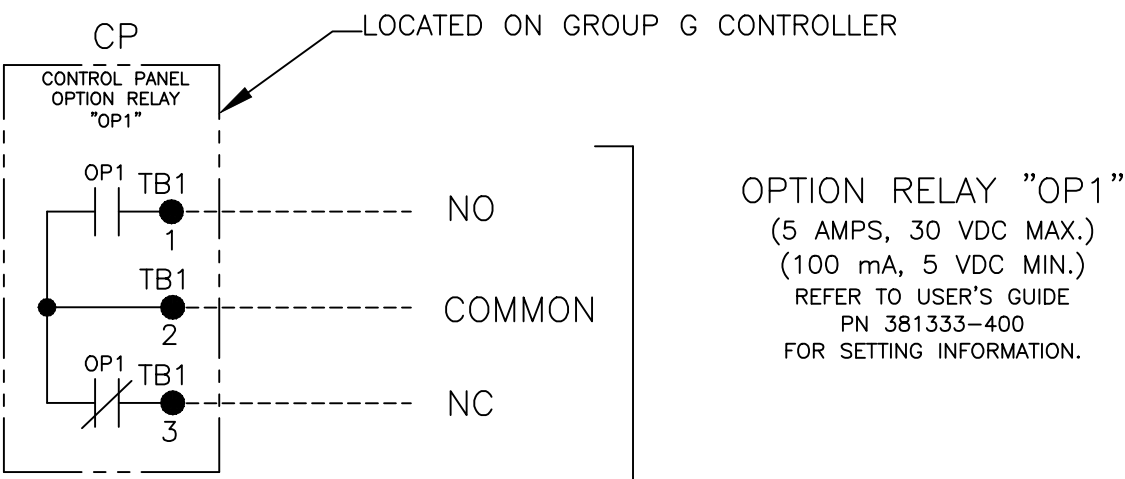 LOCATED ON GROUP G CONTROLLER
CP
CONTROL PANEL
OPTION RELAY
"OP1"
OP1
TB1
1
NO
TB1
2
COMMON
OP1
TB1
3
NC
OPTION RELAY "OP1"
(5 AMPS, 30 VDC MAX.)
(100 mA, 5 VDC MIN.)
REFER TO USER'S GUIDE
PN 381333-400
FOR SETTING INFORMATION.